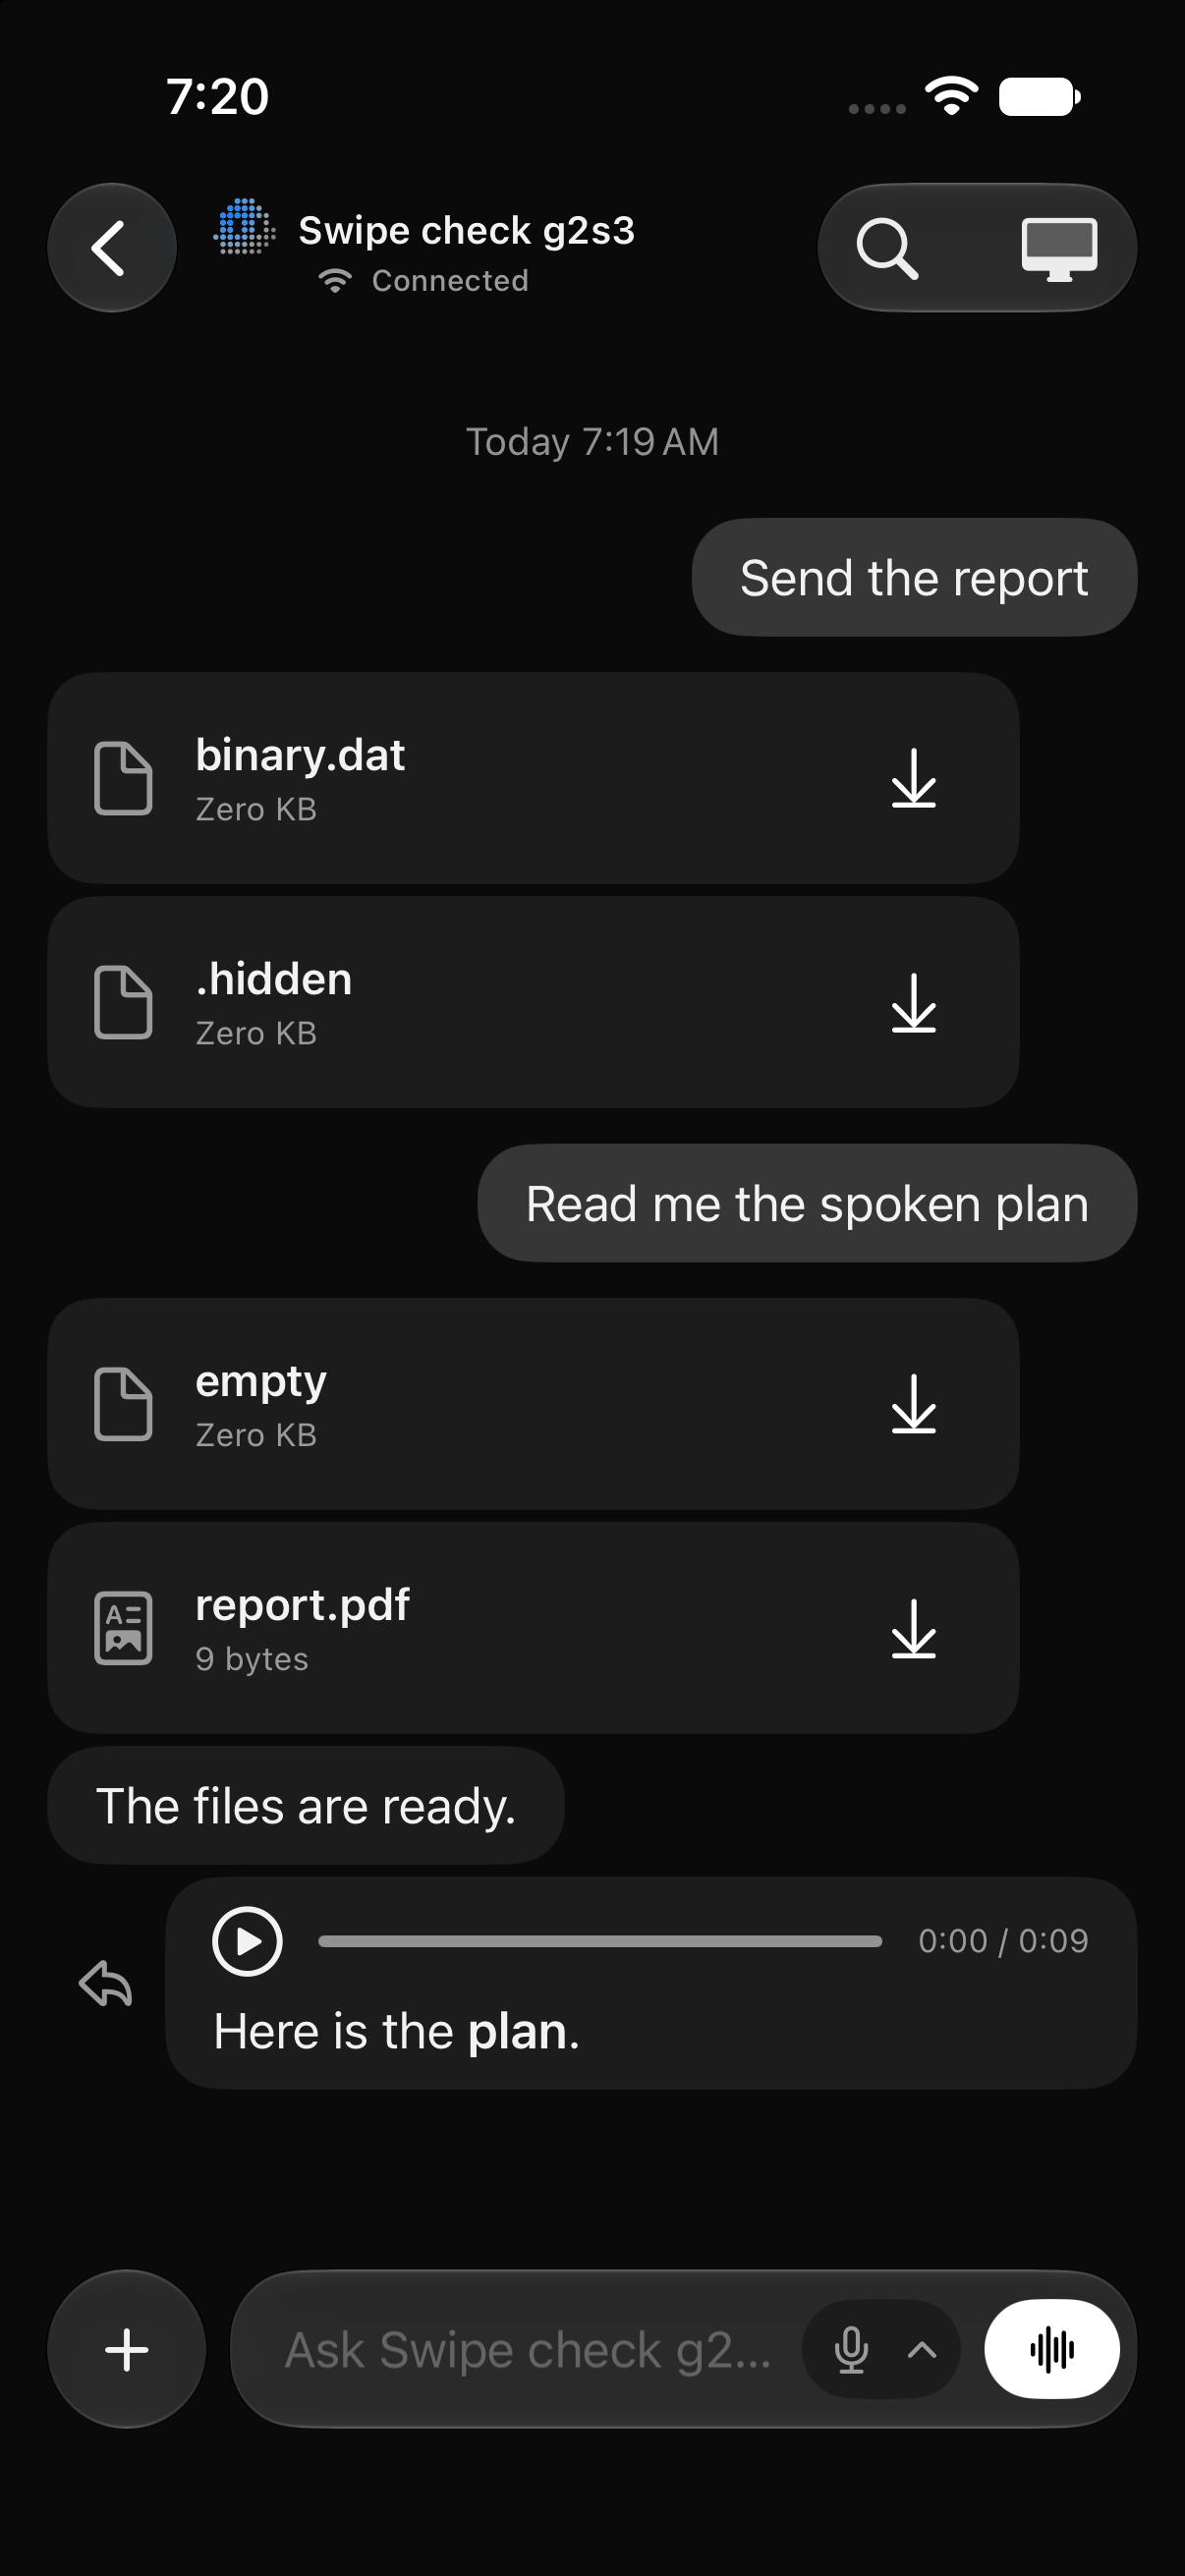 7:20
Swipe check g2s3
Connected
Today 7:19 AM
Send the report
binary.dat
Zero KB
.hidden
Zero KB
Read me the spoken plan
empty
Zero KB
report.pdf
9 bytes
The files are ready.
0:00 / 0:09
Here is the plan.
Ask Swipe check g2...